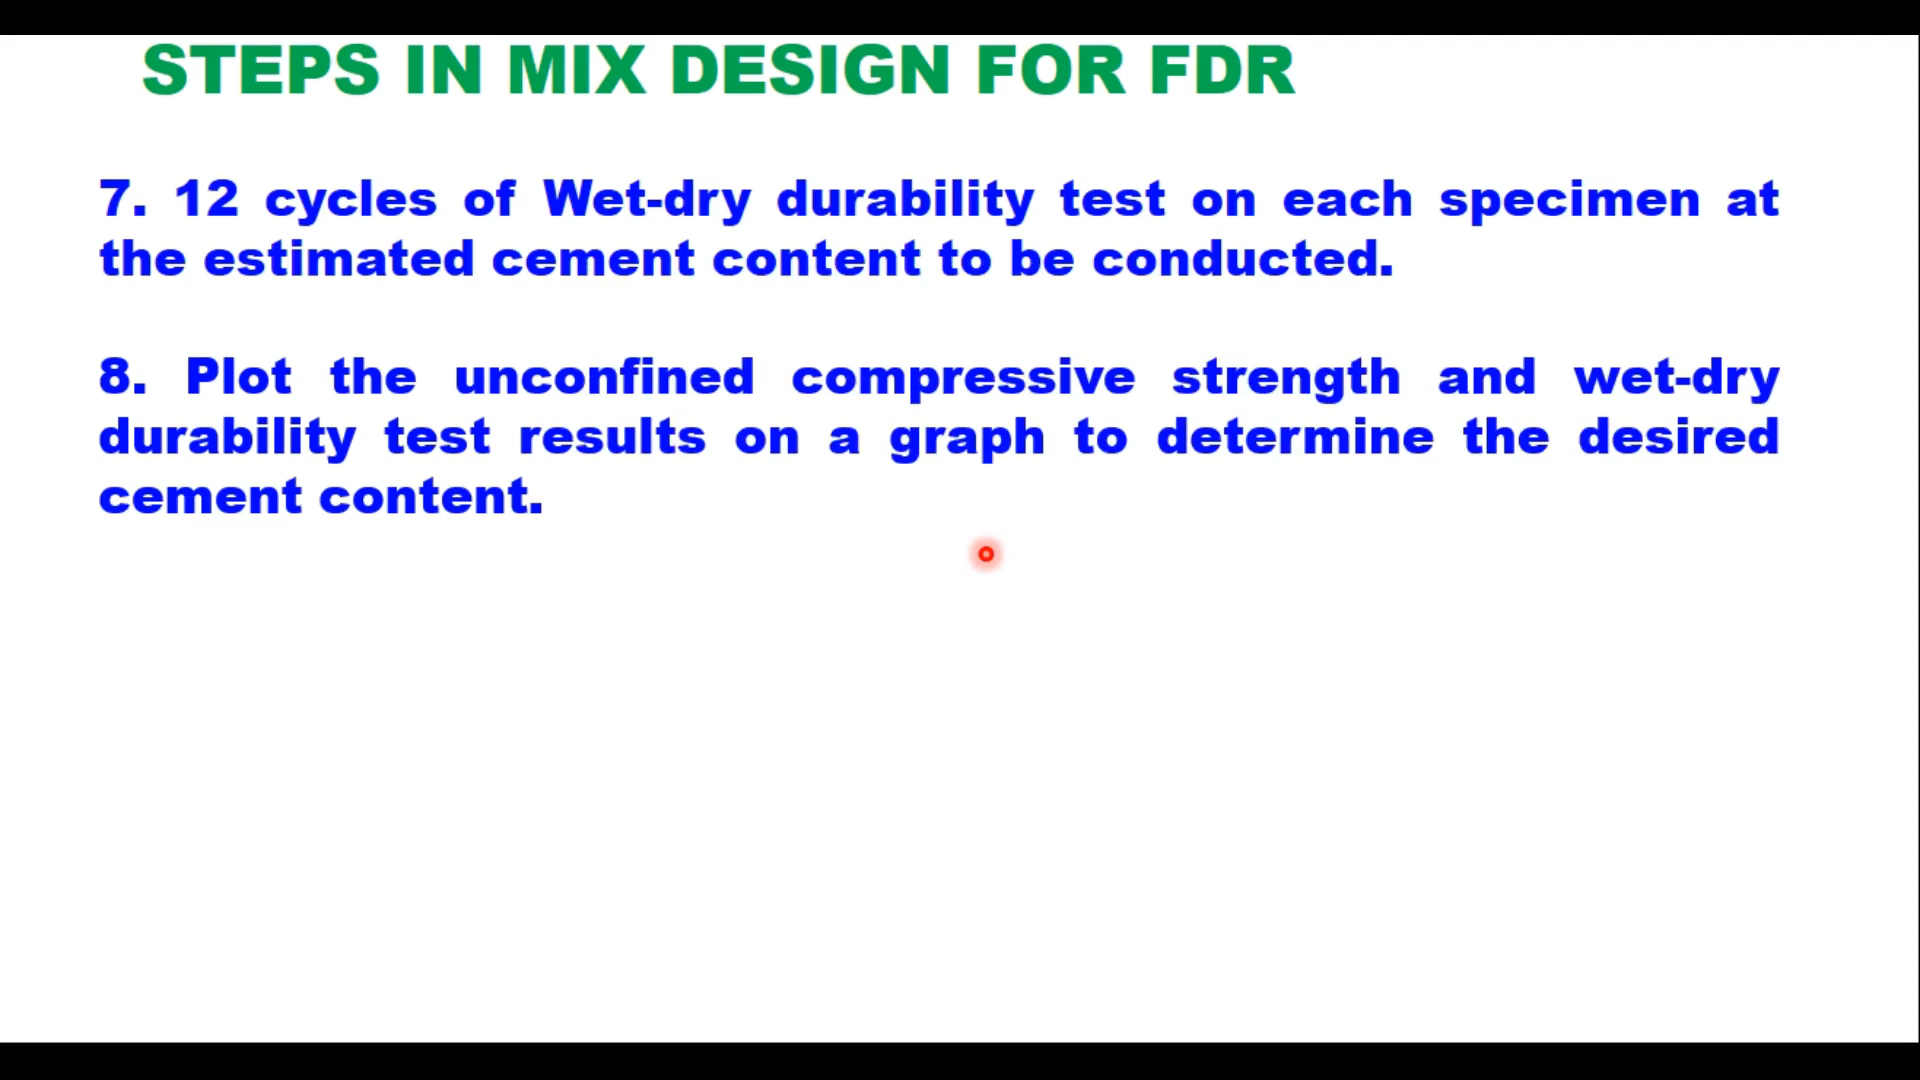 STEPS IN MIX DESIGN FOR FDR
7. 12 cycles of Wet-dry durability test on each specimen at
the estimated cement content to be conducted.
8. Plot the unconfined compressive strength and wet-dry
durability test results on a graph to determine the desired
cement content.